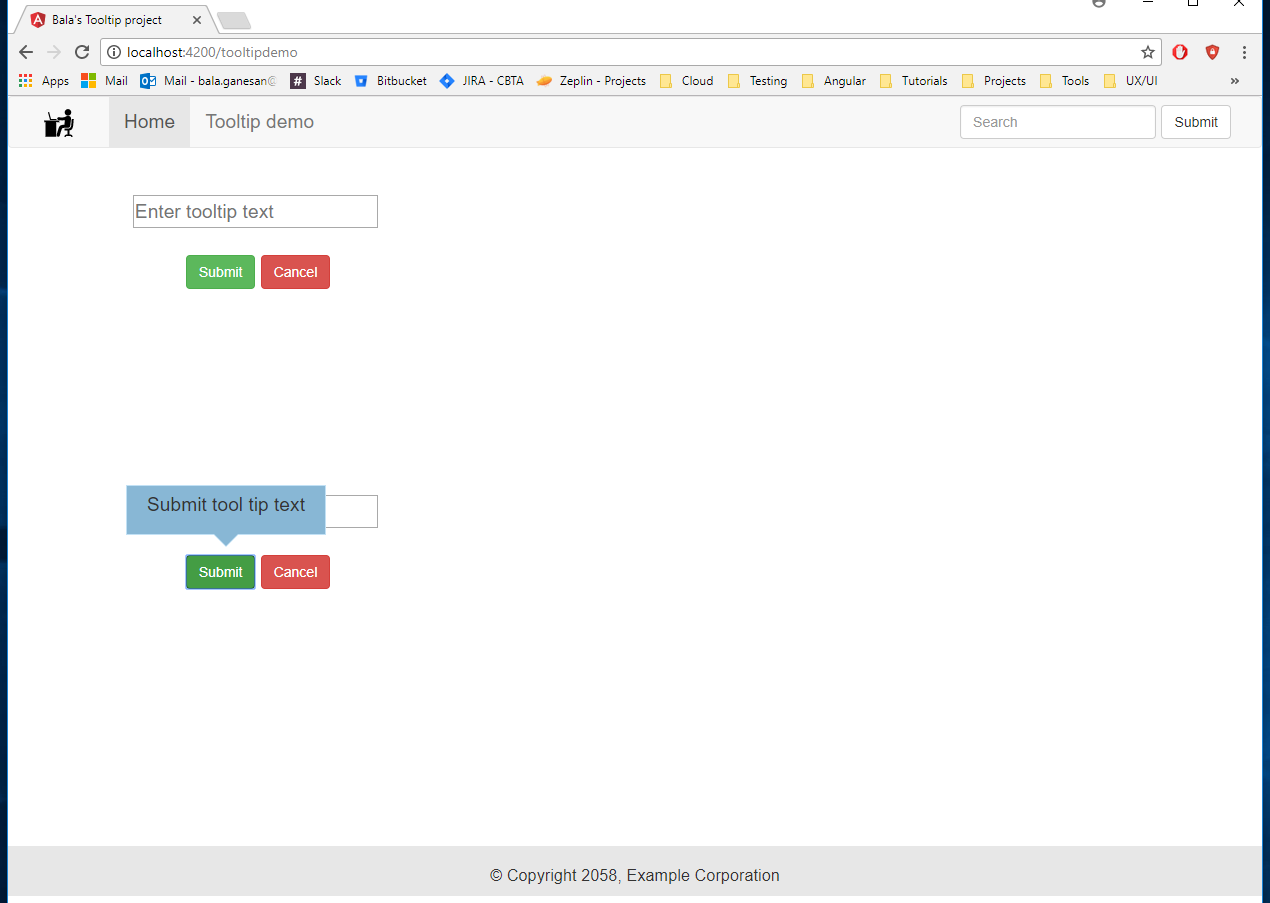 Bala's Tooltip project
localhost:4200/tooltipdemo
Apps Mail Mail - bala.ganesan@ Slack Bitbucket JIRA - CBTA Zeplin - Projects Cloud Testing Angular Tutorials Projects Tools UX/UI »
Home Tooltip demo Search Submit
Enter tooltip text
Submit Cancel
Submit tool tip text
Submit Cancel
© Copyright 2058, Example Corporation